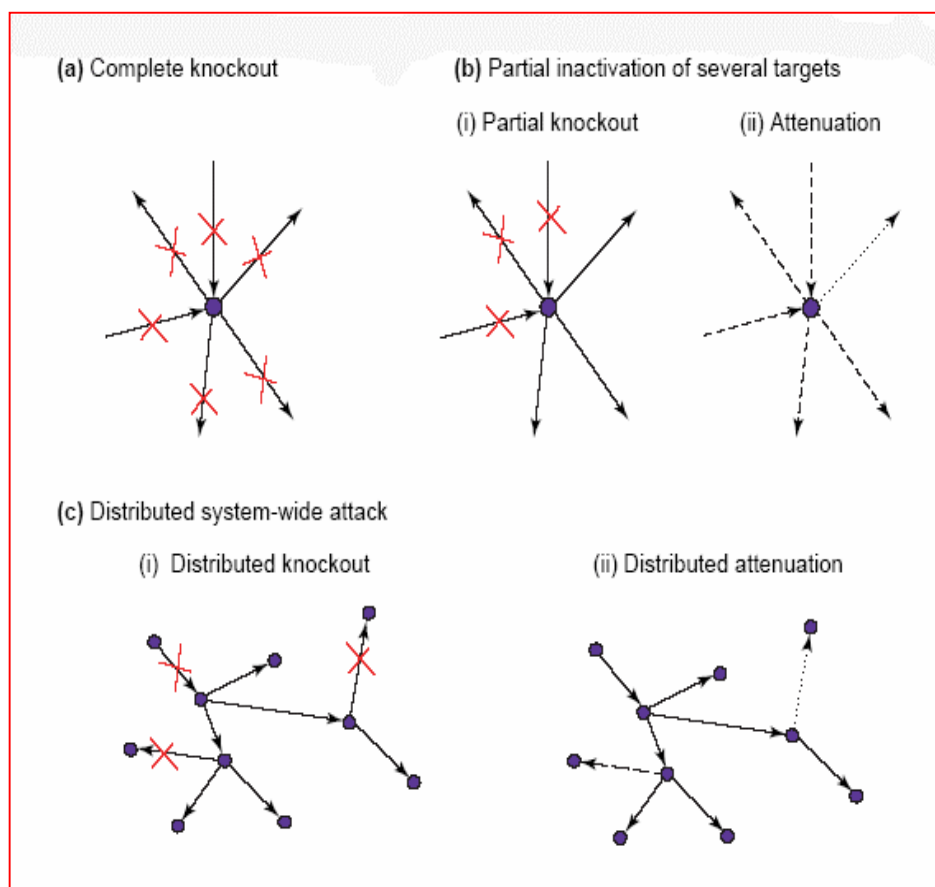 (a) Complete knockout
(b) Partial inactivation of several targets
(i) Partial knockout
(ii) Attenuation
(c) Distributed system-wide attack
(i) Distributed knockout
(ii) Distributed attenuation